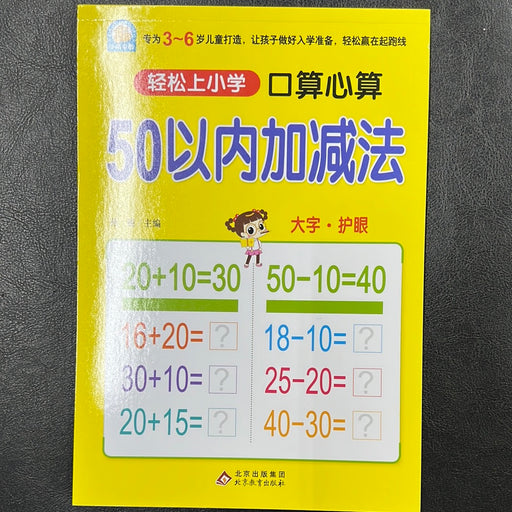 专为3~6岁儿童打造，让孩子做好入学准备，轻松赢在起跑线
轻松上小学 口算心算
50以内加减法
主编
大字·护眼
20+10=30 50-10=40
16+20=? 18-10=?
30+10=? 25-20=?
20+15=? 40-30=?
北京出版集团
北京教育出版社